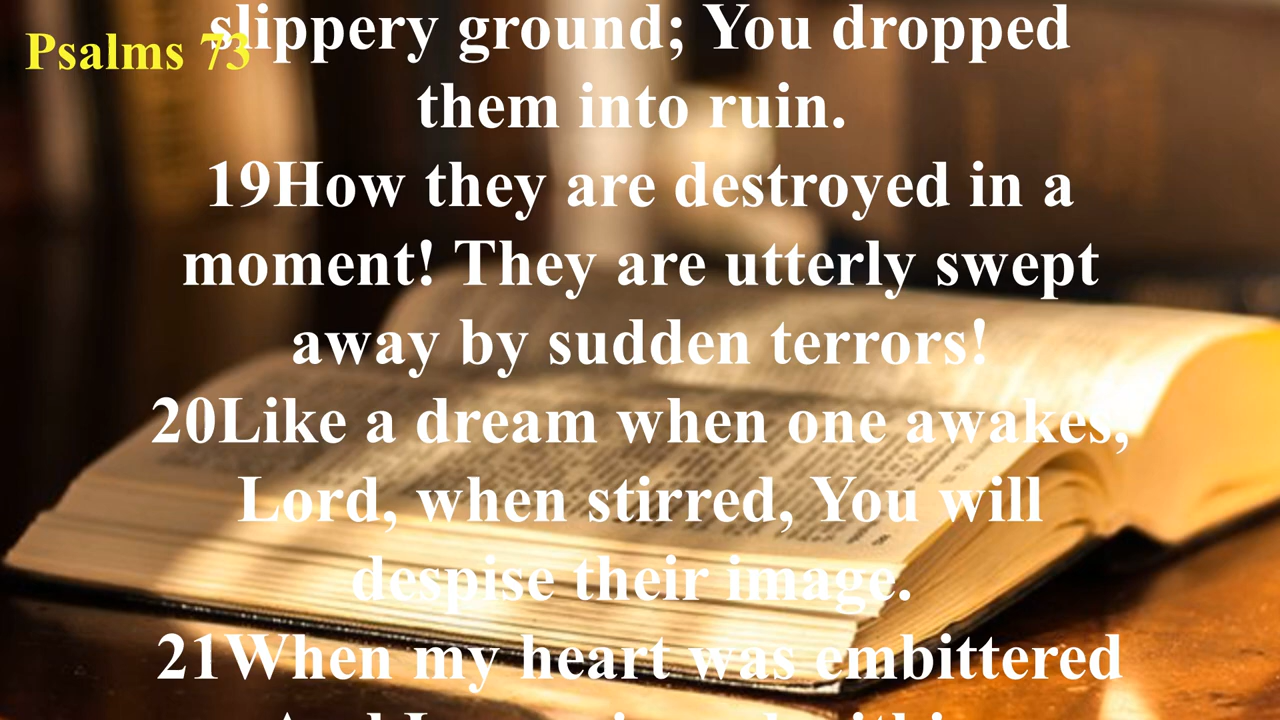 Psalms 73
slippery ground; You dropped
them into ruin.
19How they are destroyed in a
moment! They are utterly swept
away by sudden terrors!
20Like a dream when one awakes,
Lord, when stirred, You will
despise their image.
21When my heart was embittered
And I